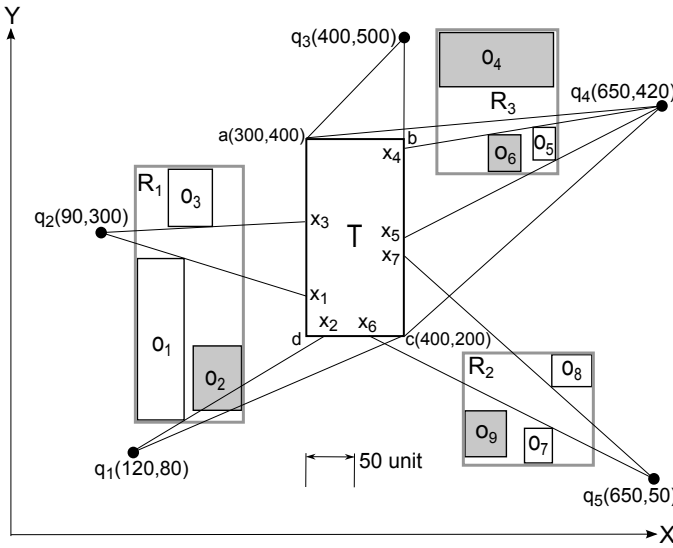 Y
q3(400,500)
o4
R3
q4(650,420)
a(300,400)
b
x4
o6
o5
R1
o3
q2(90,300)
x3
T
x5
x7
x1
o1
x2
x6
d
c(400,200)
o2
R2
o8
o9
o7
q1(120,80)
50 unit
q5(650,50)
X